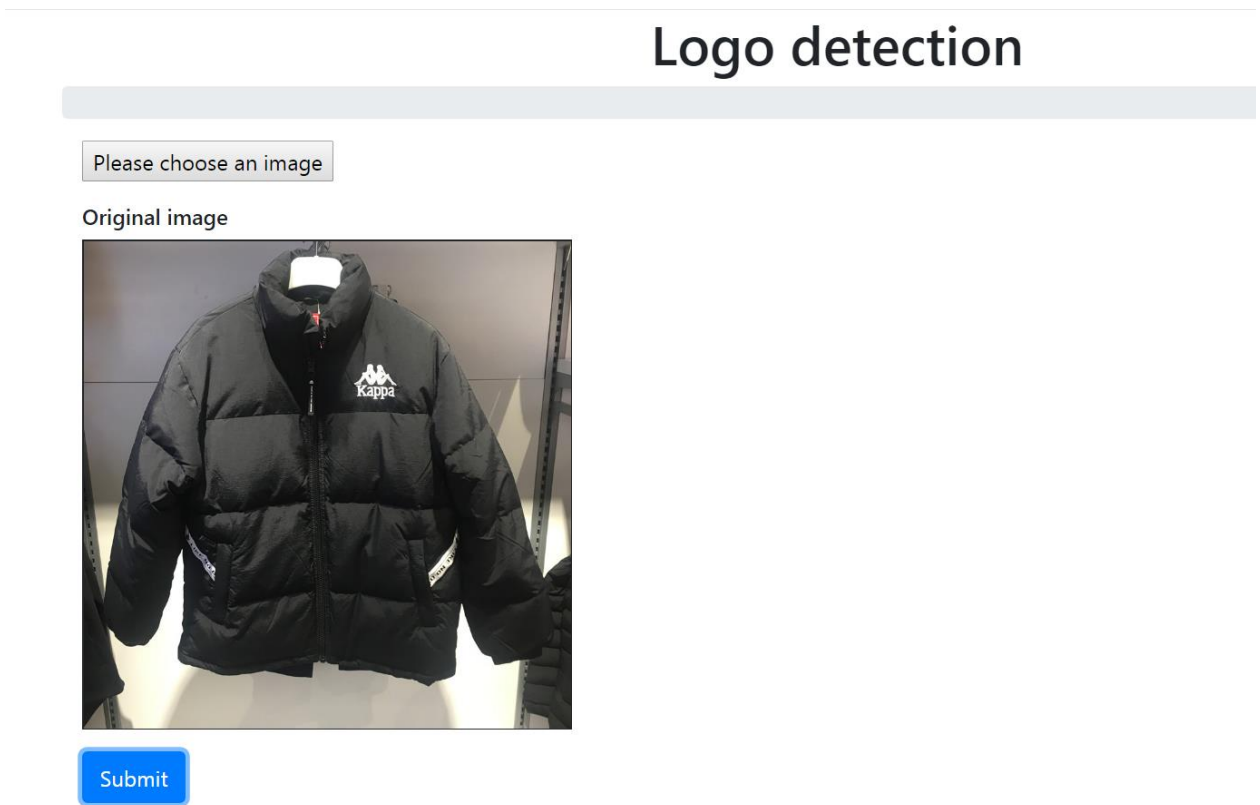 Logo detection
Please choose an image
Original image
Kappa
Submit